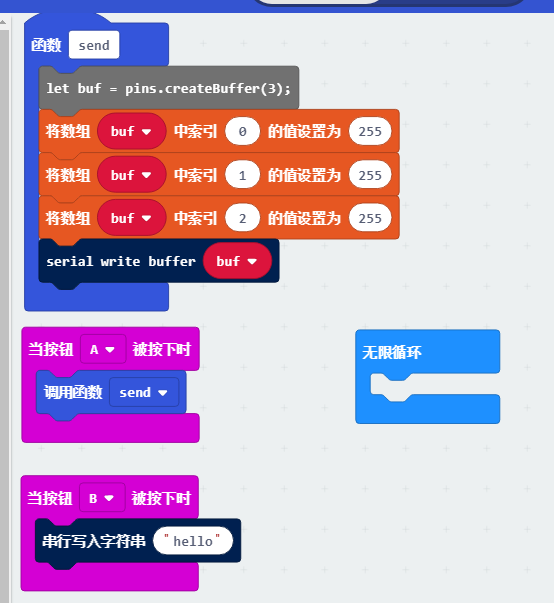 函数 send
let buf = pins.createBuffer(3);
将数组 buf 中索引 0 的值设置为 255
将数组 buf 中索引 1 的值设置为 255
将数组 buf 中索引 2 的值设置为 255
serial write buffer buf
当按钮 A 被按下时
调用函数 send
无限循环
当按钮 B 被按下时
串行写入字符串 "hello"